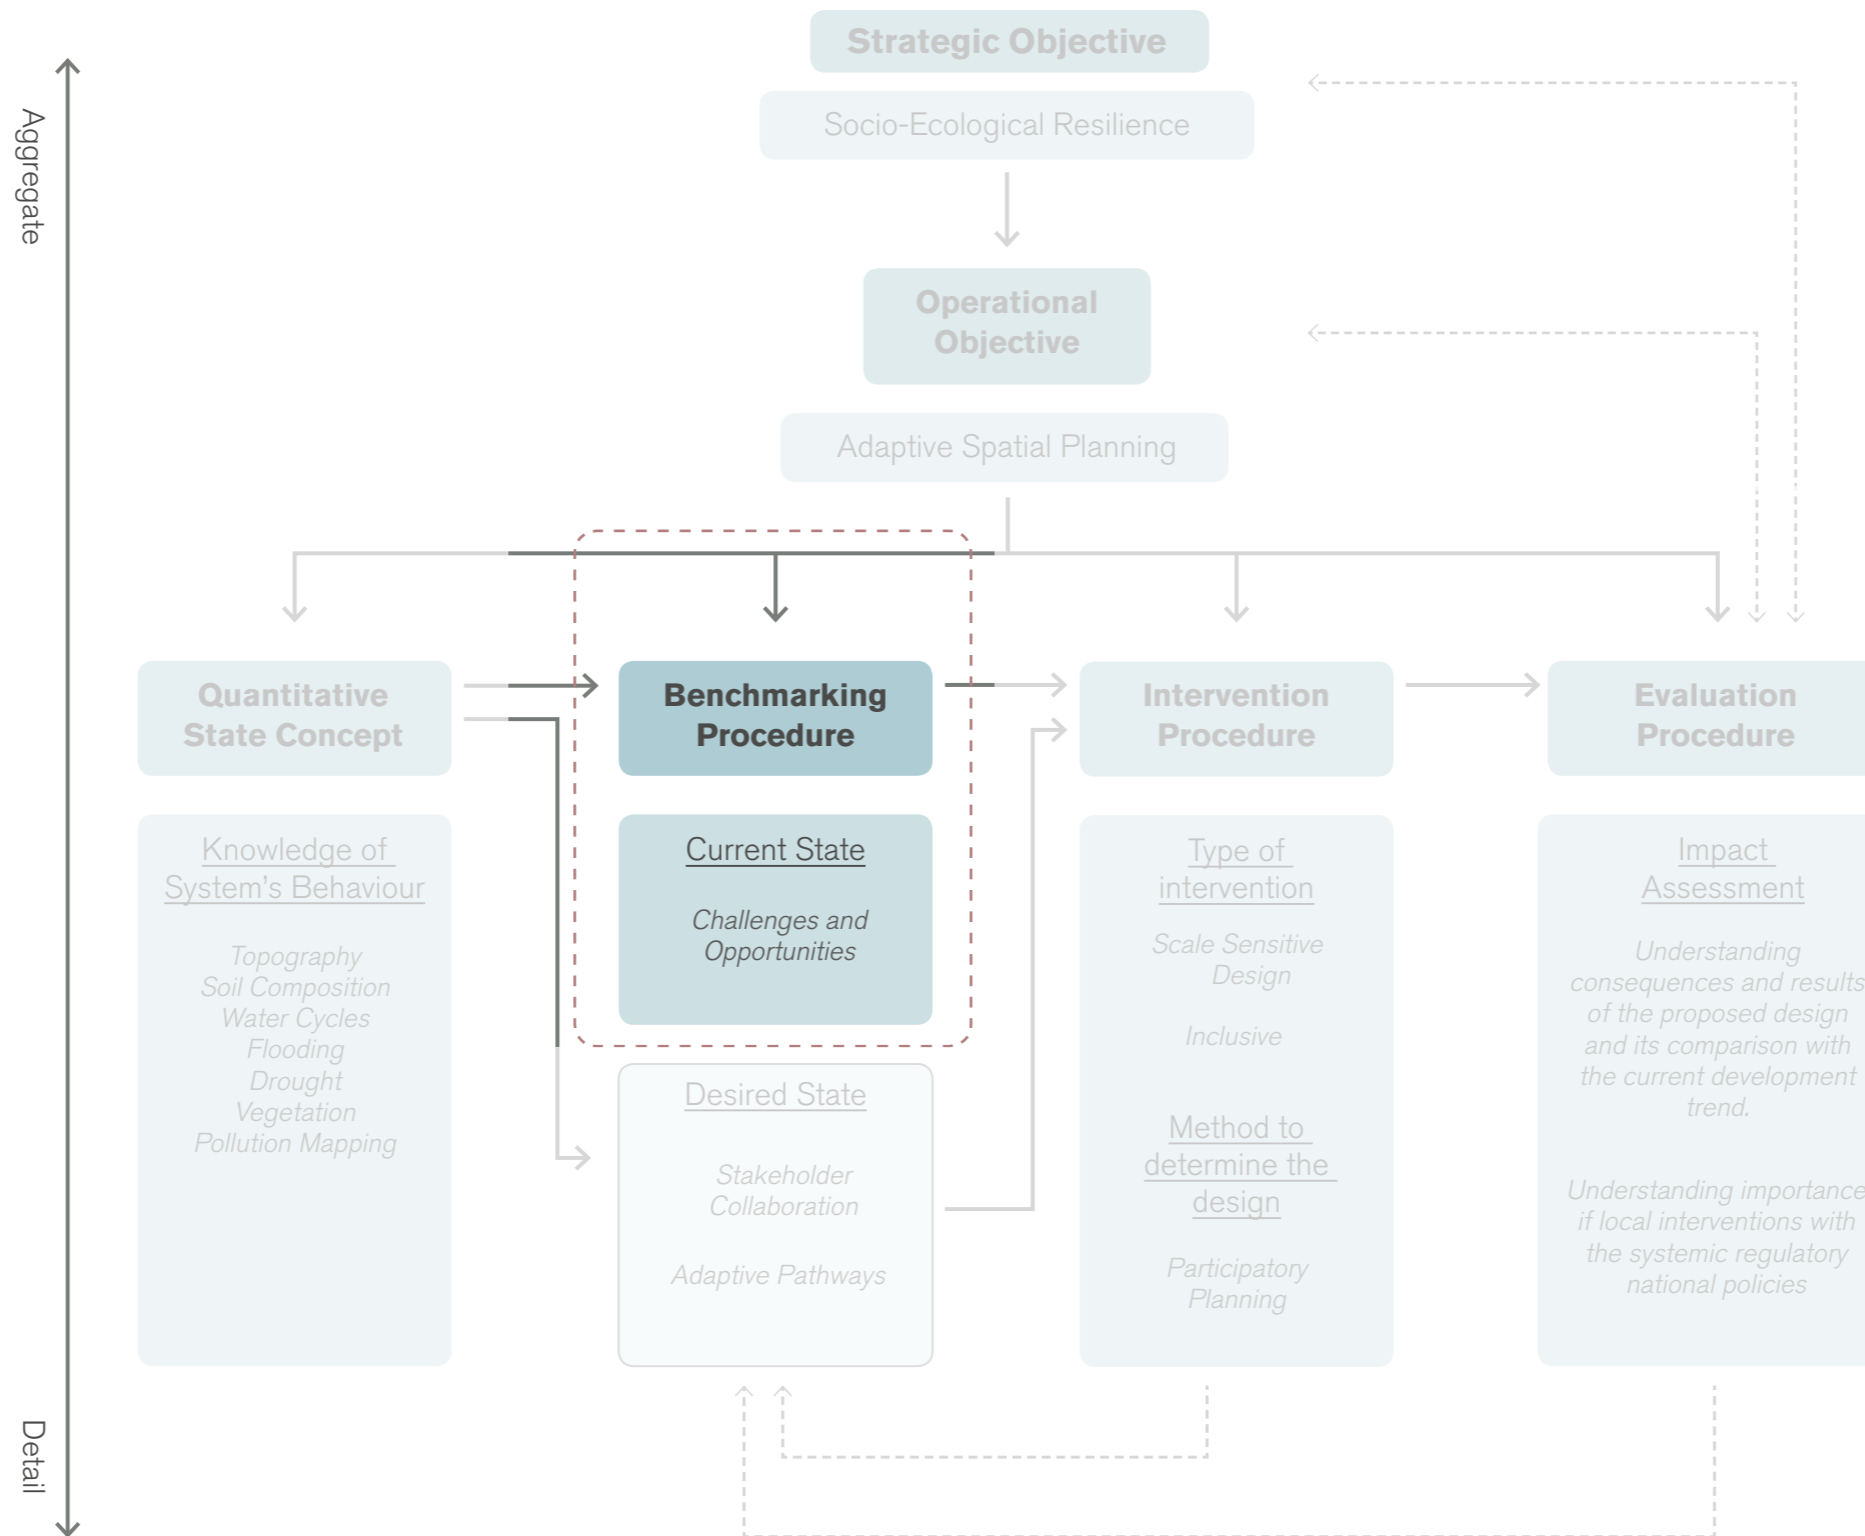 Strategic Objective
Socio-Ecological Resilience
Aggregate
Operational
Objective
Adaptive Spatial Planning
Quantitative
State Concept
Knowledge of
System's Behaviour
Topography
Soil Composition
Water Cycles
Flooding
Drought
Vegetation
Pollution Mapping
Benchmarking
Procedure
Current State
Challenges and
Opportunities
Desired State
Stakeholder
Collaboration
Adaptive Pathways
Intervention
Procedure
Type of
intervention
Scale Sensitive
Design
Inclusive
Method to
determine the
design
Participatory
Planning
Evaluation
Procedure
Impact
Assessment
Understanding
consequences and results
of the proposed design
and its comparison with
the current development
trend.
Understanding importance
if local interventions with
the systemic regulatory
national policies
Detail